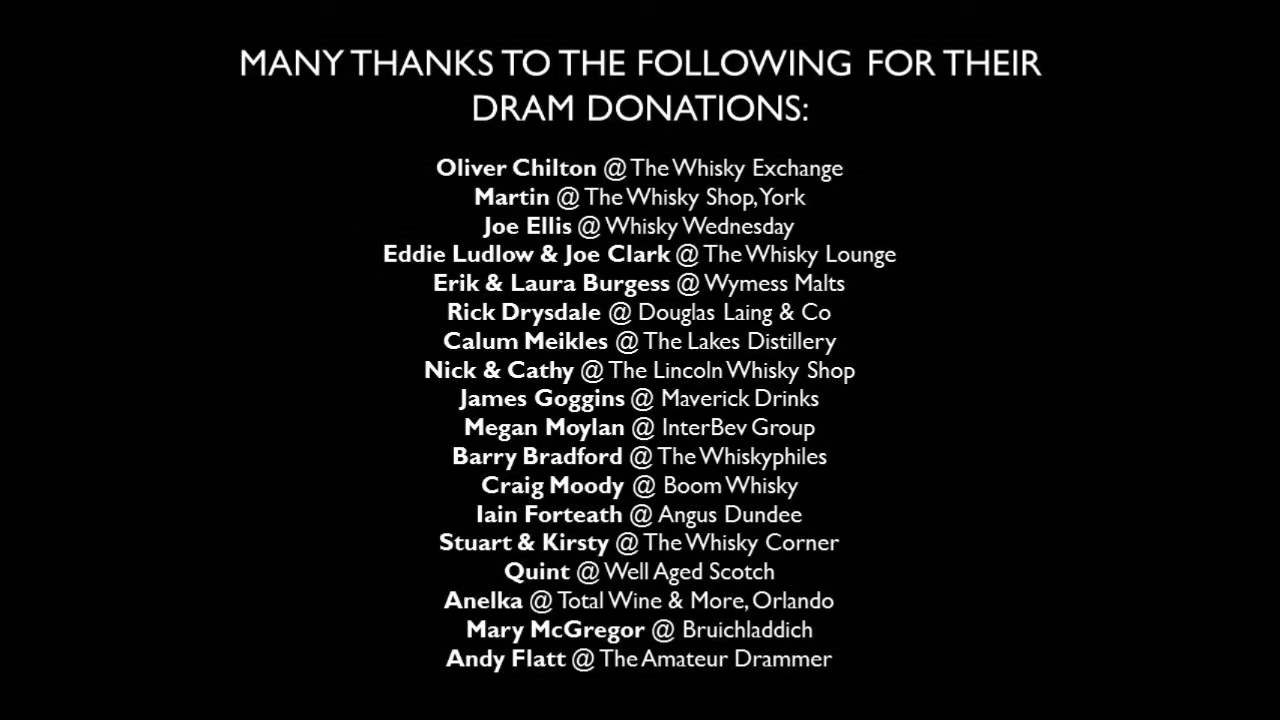 MANY THANKS TO THE FOLLOWING FOR THEIR
DRAM DONATIONS:
Oliver Chilton @ The Whisky Exchange
Martin @ The Whisky Shop, York
Joe Ellis @ Whisky Wednesday
Eddie Ludlow & Joe Clark @ The Whisky Lounge
Erik & Laura Burgess @ Wymess Malts
Rick Drysdale @ Douglas Laing & Co
Calum Meikles @ The Lakes Distillery
Nick & Cathy @ The Lincoln Whisky Shop
James Goggins @ Maverick Drinks
Megan Moylan @ InterBev Group
Barry Bradford @ The Whiskyphiles
Craig Moody @ Boom Whisky
Iain Forteath @ Angus Dundee
Stuart & Kirsty @ The Whisky Corner
Quint @ Well Aged Scotch
Anelka @ Total Wine & More, Orlando
Mary McGregor @ Bruichladdich
Andy Flatt @ The Amateur Drammer